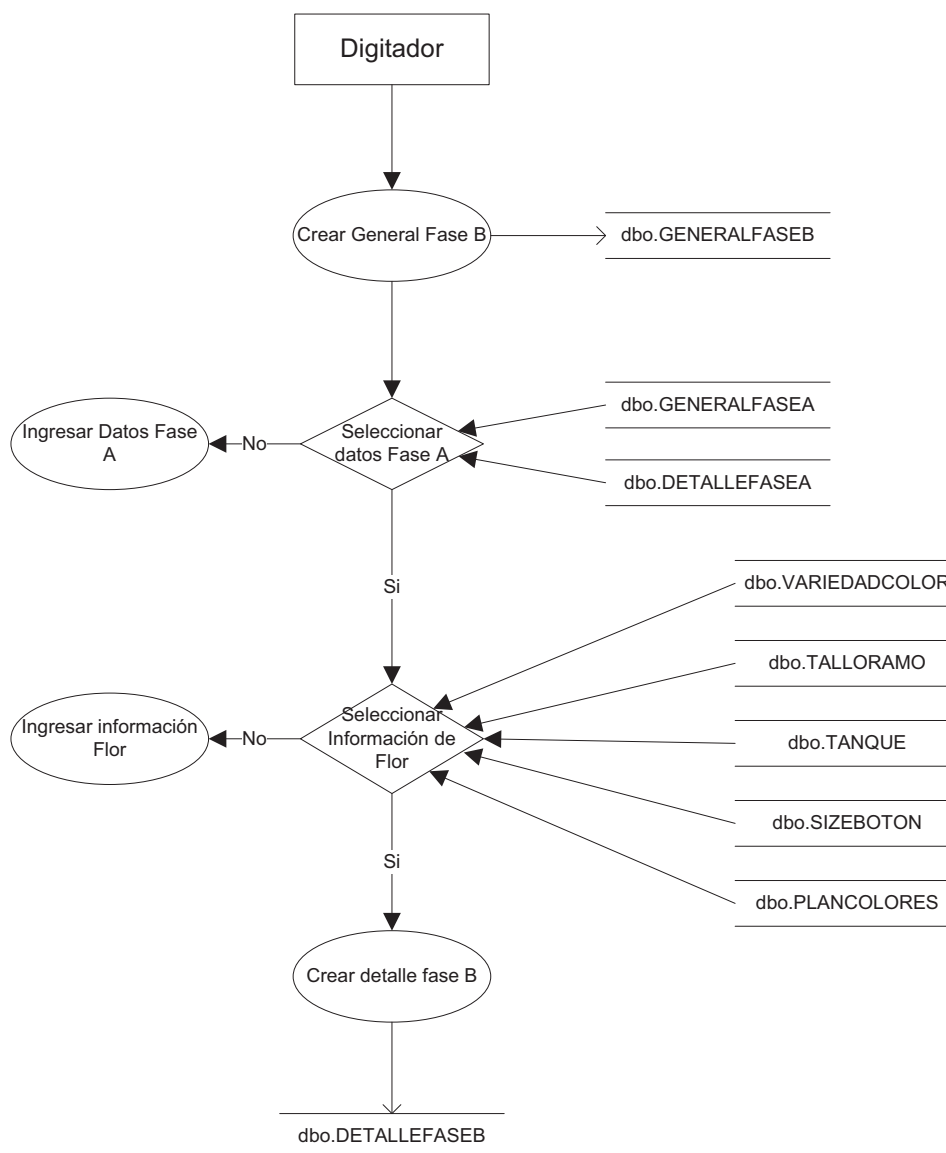 Digitador
Crear General Fase B
dbo.GENERALFASEB
dbo.GENERALFASEA
Ingresar Datos Fase
A
No
Seleccionar
datos Fase A
dbo.DETALLEFASEA
Si
dbo.VARIEDADCOLOR
dbo.TALLORAMO
Ingresar información
Flor
No
Seleccionar
Información de
Flor
dbo.TANQUE
dbo.SIZEBOTON
Si
dbo.PLANCOLORES
Crear detalle fase B
dbo.DETALLEFASEB